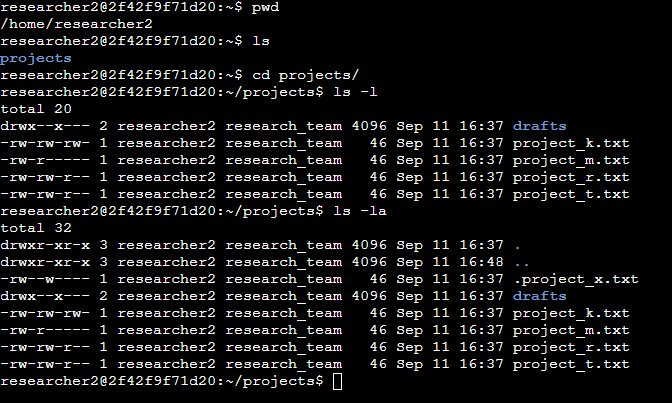 researcher2@2f42f9f71d20:~$ pwd
/home/researcher2
researcher2@2f42f9f71d20:~$ ls
projects
researcher2@2f42f9f71d20:~$ cd projects/
researcher2@2f42f9f71d20:~/projects$ ls -l
total 20
drwx--x--- 2 researcher2 research_team 4096 Sep 11 16:37 drafts
-rw-rw-rw- 1 researcher2 research_team   46 Sep 11 16:37 project_k.txt
-rw-r----- 1 researcher2 research_team   46 Sep 11 16:37 project_m.txt
-rw-rw-r-- 1 researcher2 research_team   46 Sep 11 16:37 project_r.txt
-rw-rw-r-- 1 researcher2 research_team   46 Sep 11 16:37 project_t.txt
researcher2@2f42f9f71d20:~/projects$ ls -la
total 32
drwxr-xr-x 3 researcher2 research_team 4096 Sep 11 16:37 .
drwxr-xr-x 3 researcher2 research_team 4096 Sep 11 16:48 ..
-rw--w---- 1 researcher2 research_team   46 Sep 11 16:37 .project_x.txt
drwx--x--- 2 researcher2 research_team 4096 Sep 11 16:37 drafts
-rw-rw-rw- 1 researcher2 research_team   46 Sep 11 16:37 project_k.txt
-rw-r----- 1 researcher2 research_team   46 Sep 11 16:37 project_m.txt
-rw-rw-r-- 1 researcher2 research_team   46 Sep 11 16:37 project_r.txt
-rw-rw-r-- 1 researcher2 research_team   46 Sep 11 16:37 project_t.txt
researcher2@2f42f9f71d20:~/projects$